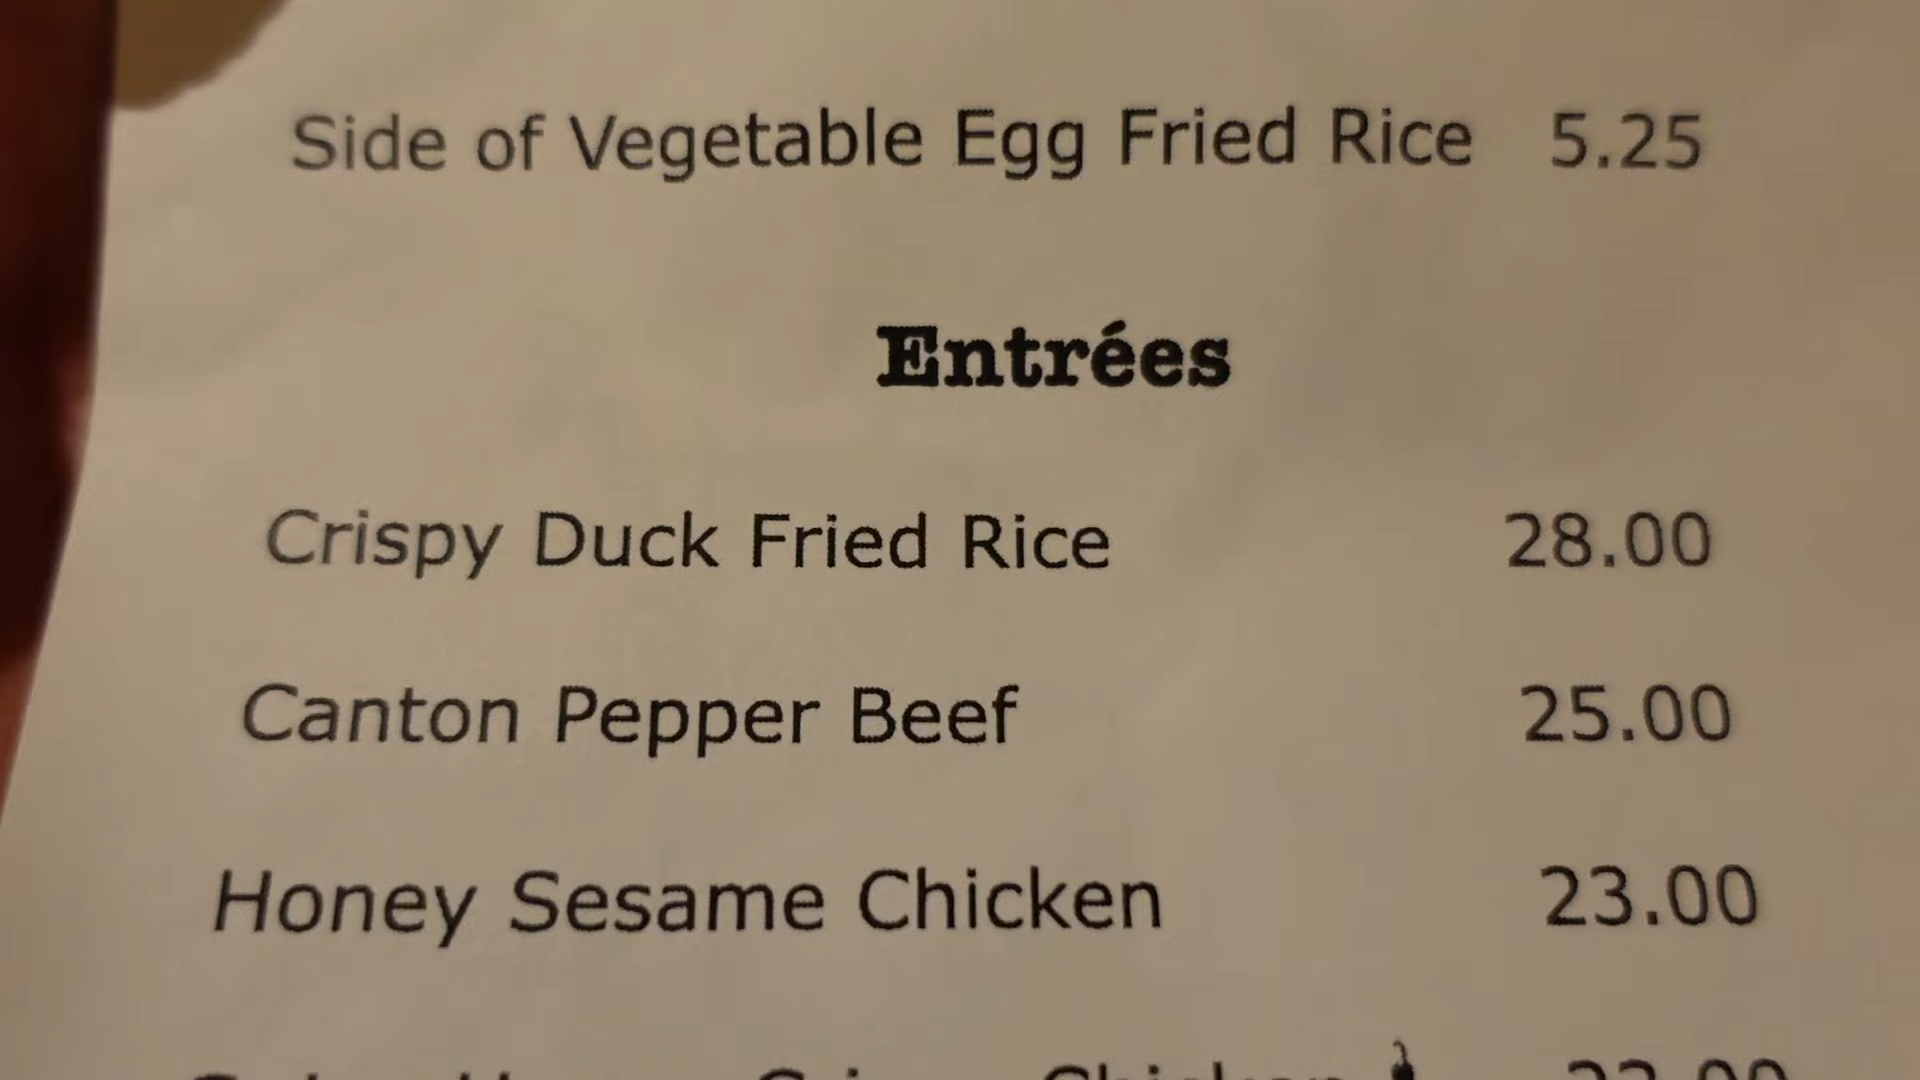 Side of Vegetable Egg Fried Rice 5.25
Entrées
Crispy Duck Fried Rice 28.00
Canton Pepper Beef 25.00
Honey Sesame Chicken 23.00
Chicken